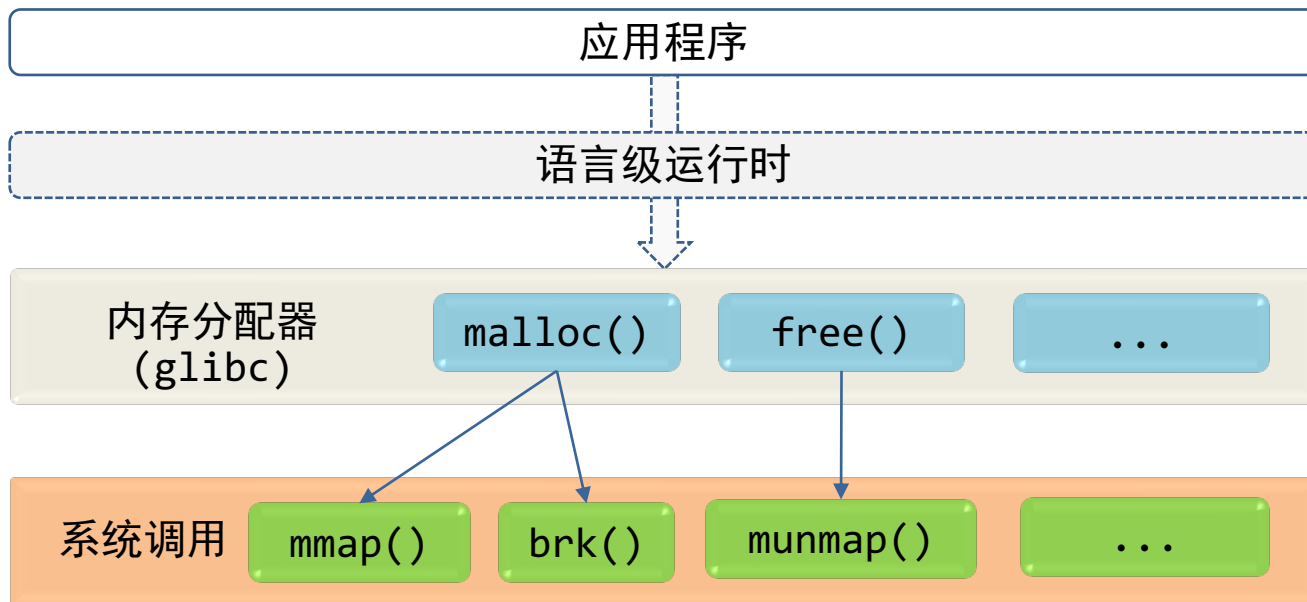 应用程序
语言级运行时
内存分配器
(glibc)
malloc()
free()
...
系统调用
mmap()
brk()
munmap()
...